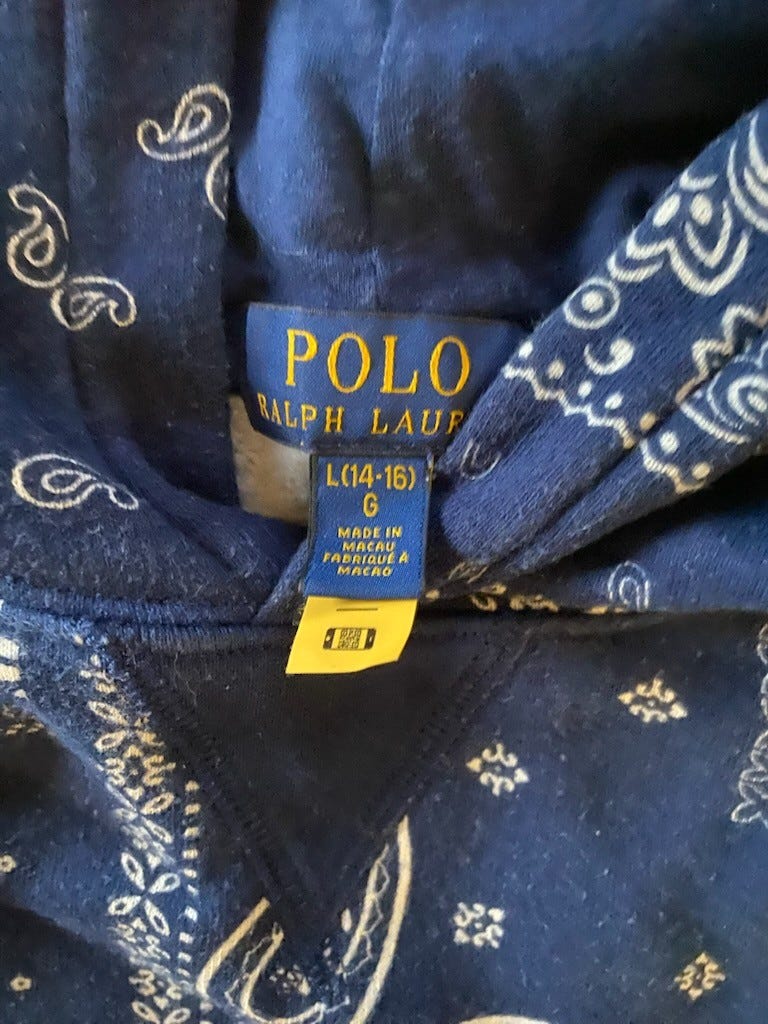 POLO
RALPH LAUR
L(14-16)
G
MADE IN
MACAU
FABRIQUÉ À
MACAO